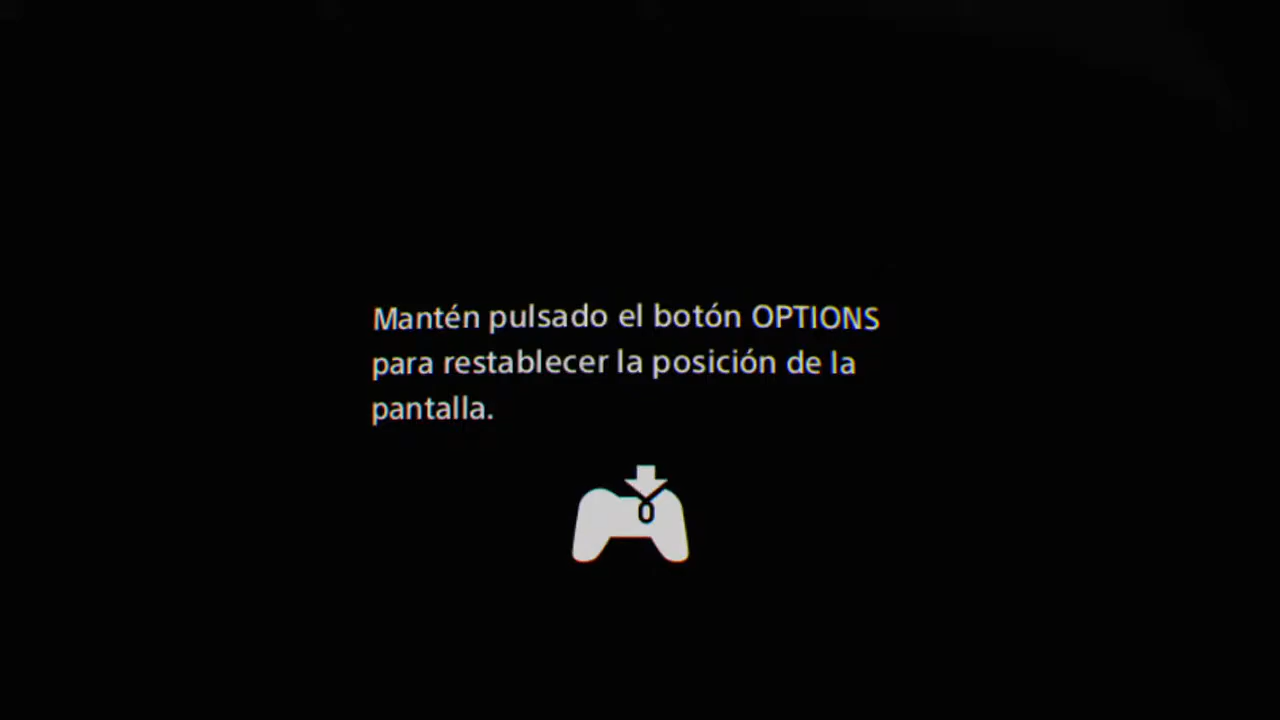 Mantén pulsado el botón OPTIONS
para restablecer la posición de la
pantalla.